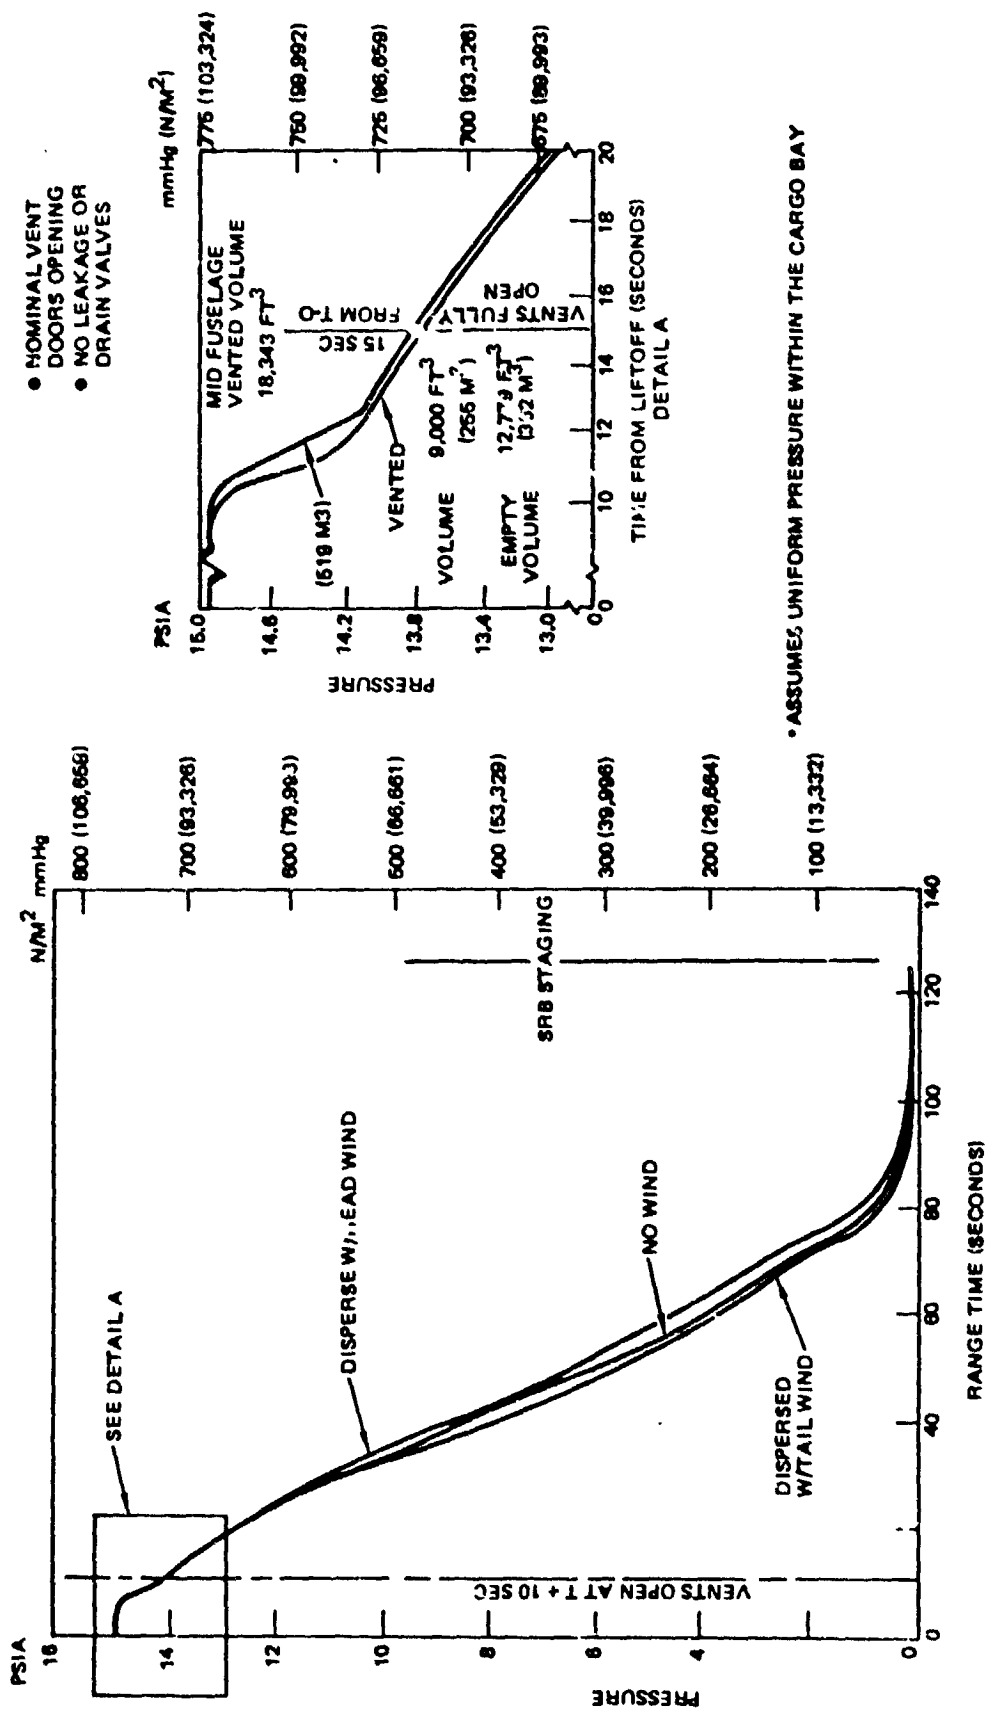 PSIA
16
14
12
10
8
6
4
2
0
PRESSURE
N/M² mmHg
800 (106,658)
700 (93,326)
600 (79,993)
500 (66,661)
400 (53,329)
300 (39,996)
200 (26,664)
100 (13,332)
SEE DETAIL A
DISPERSE EAD WIND
NO WIND
DISPERSED
W/TAIL WIND
SRB STAGING
VENTS OPEN AT T + 10 SEC
0
40
60
80
100
120
140
RANGE TIME (SECONDS)
● NOMINAL VENT
DOORS OPENING
● NO LEAKAGE OR
DRAIN VALVES
PSIA
15.0
14.6
14.2
13.8
13.4
13.0
0
PRESSURE
mmHg (N/M²)
775 (103,324)
750 (99,992)
725 (96,659)
700 (93,326)
675 (89,993)
MID FUSELAGE
VENTED VOLUME
18,343 FT³
(519 M3)
VENTED
VOLUME
9,000 FT³
EMPTY
VOLUME
15 SEC
FROM T-O
VENTS FULLY
OPEN
0
10
12
14
16
18
20
TIME FROM LIFTOFF (SECONDS)
DETAIL A
* ASSUMES UNIFORM PRESSURE WITHIN THE CARGO BAY